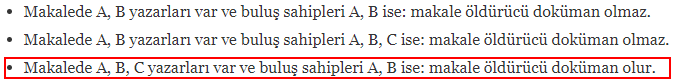 • Makalede A, B yazarları var ve buluş sahipleri A, B ise: makale öldürücü doküman olmaz.
• Makalede A, B yazarları var ve buluş sahipleri A, B, C ise: makale öldürücü doküman olmaz.
• Makalede A, B, C yazarları var ve buluş sahipleri A, B ise: makale öldürücü doküman olur.